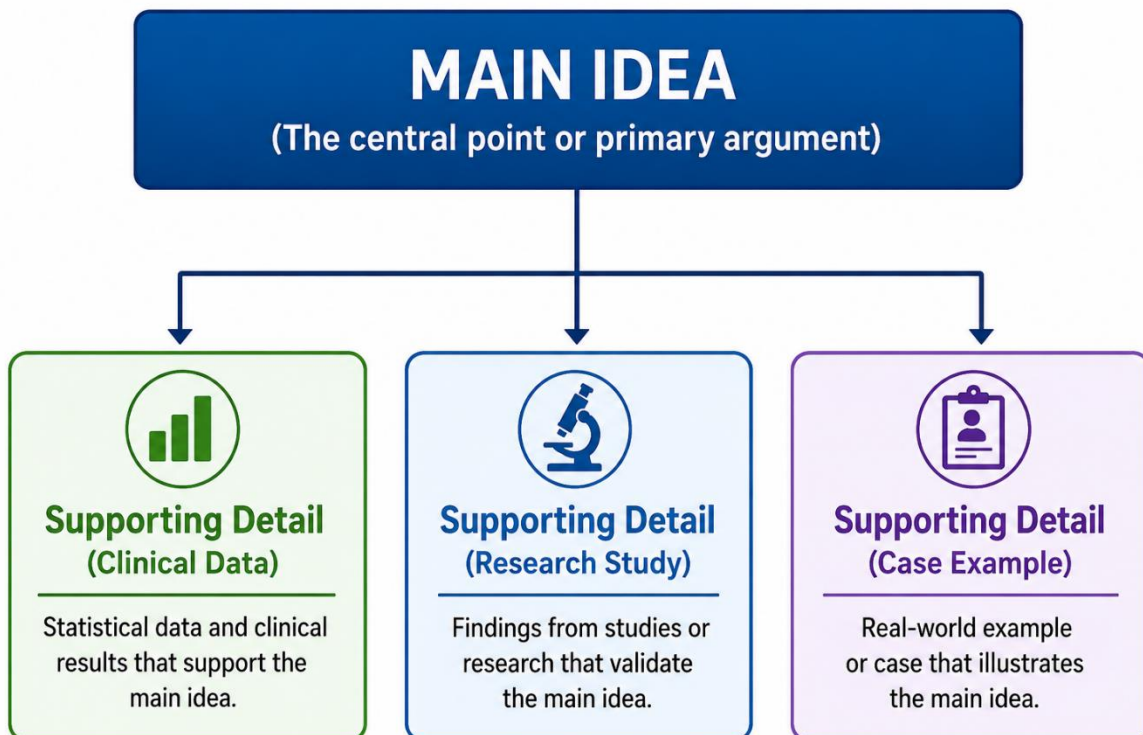 MAIN IDEA
(The central point or primary argument)
Supporting Detail
(Clinical Data)
Statistical data and clinical
results that support the
main idea.
Supporting Detail
(Research Study)
Findings from studies or
research that validate
the main idea.
Supporting Detail
(Case Example)
Real-world example
or case that illustrates
the main idea.